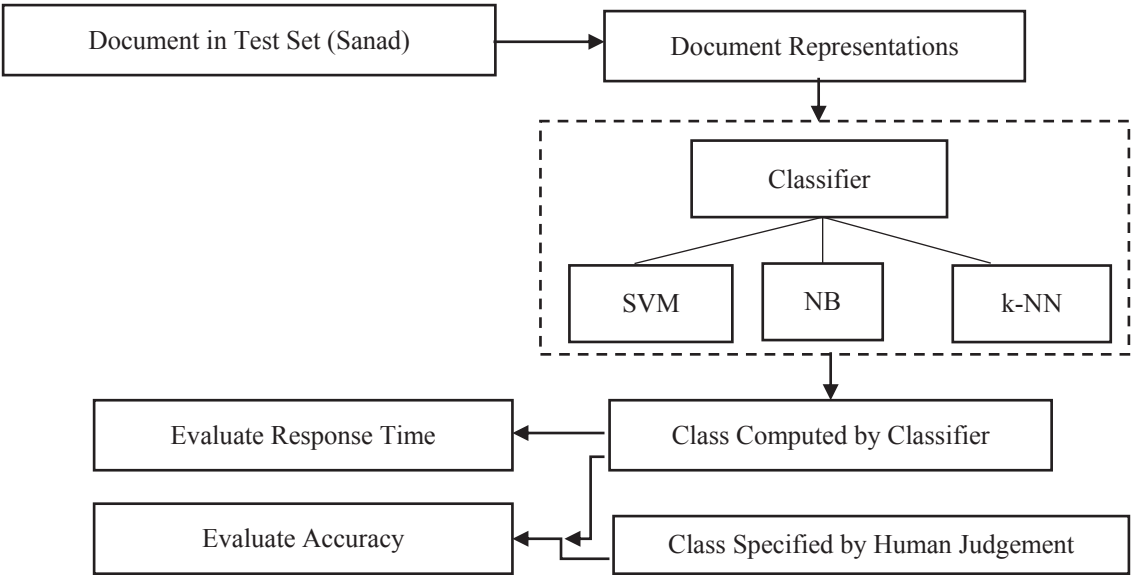 Document in Test Set (Sanad)
Document Representations
Classifier
SVM
NB
k-NN
Evaluate Response Time
Class Computed by Classifier
Evaluate Accuracy
Class Specified by Human Judgement